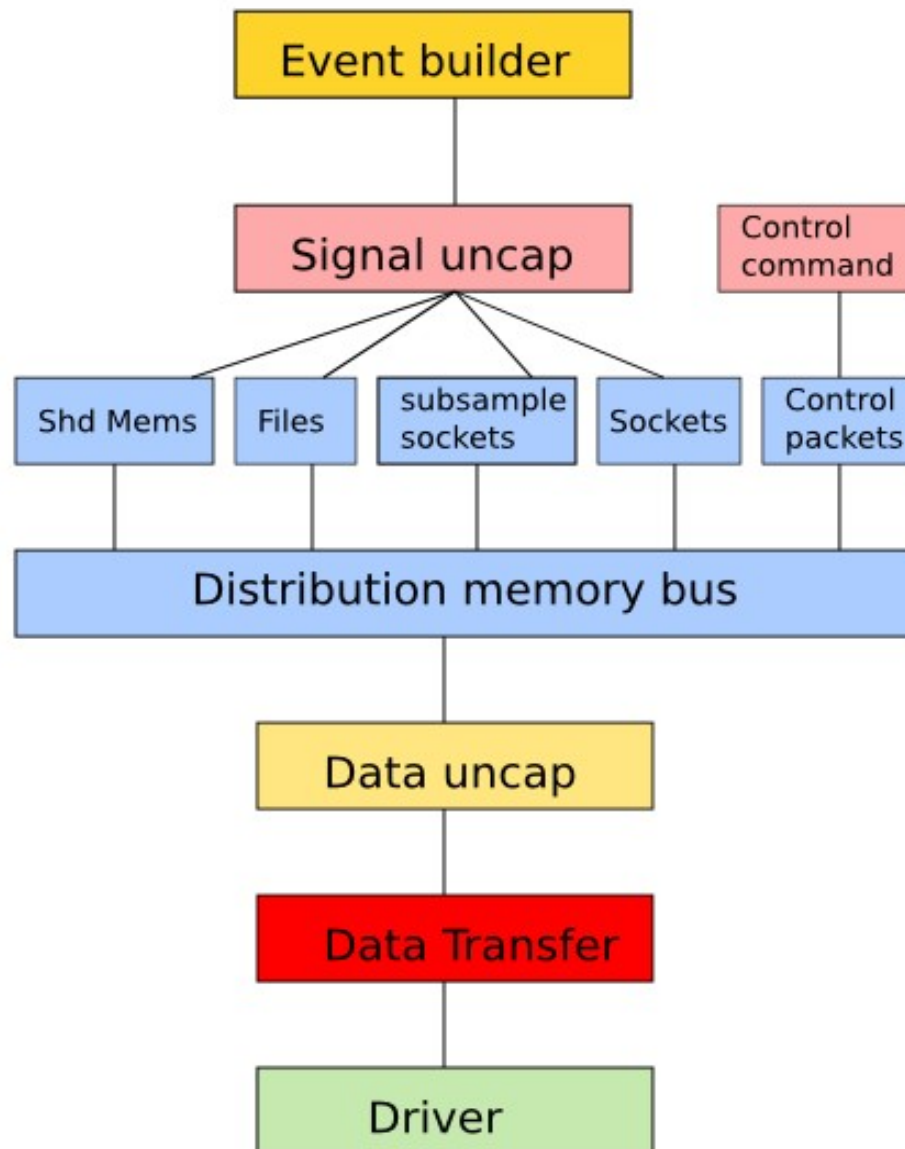 Event builder
Signal uncap
Control
command
Shd Mems
Files
subsample
sockets
Sockets
Control
packets
Distribution memory bus
Data uncap
Data Transfer
Driver